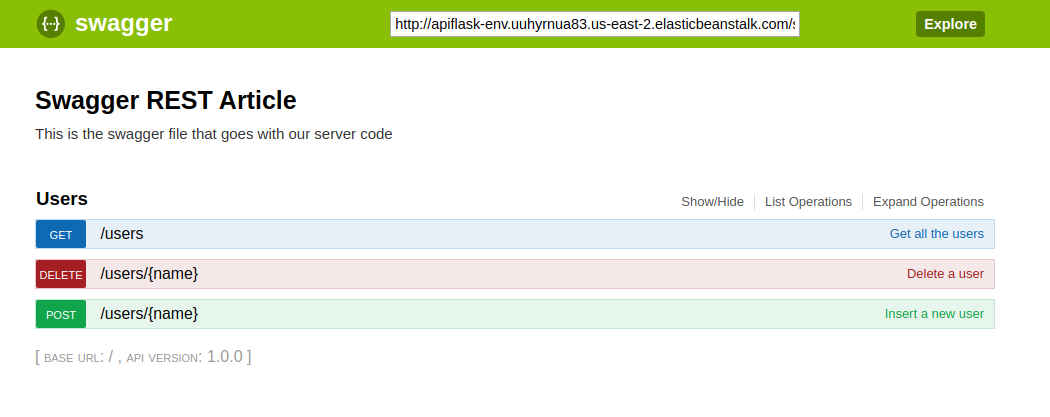 {··} swagger http://apiflask-env.uuhyrnua83.us-east-2.elasticbeanstalk.com/s Explore
Swagger REST Article
This is the swagger file that goes with our server code
Users Show/Hide List Operations Expand Operations
GET /users Get all the users
DELETE /users/{name} Delete a user
POST /users/{name} Insert a new user
[ BASE URL: / , API VERSION: 1.0.0 ]